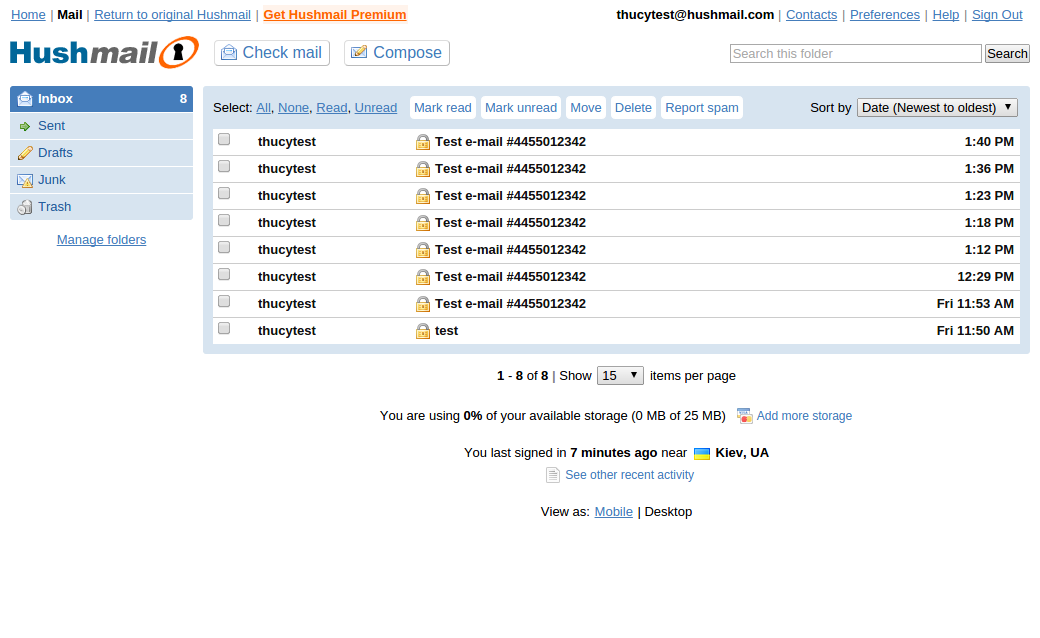 Home | Mail | Return to original Hushmail | Get Hushmail Premium thucytest@hushmail.com | Contacts | Preferences | Help | Sign Out
Hushmail Check mail Compose Search this folder Search
Inbox 8
Sent
Drafts
Junk
Trash
Manage folders
Select: All, None, Read, Unread Mark read Mark unread Move Delete Report spam Sort by Date (Newest to oldest)
thucytest Test e-mail #4455012342 1:40 PM
thucytest Test e-mail #4455012342 1:36 PM
thucytest Test e-mail #4455012342 1:23 PM
thucytest Test e-mail #4455012342 1:18 PM
thucytest Test e-mail #4455012342 1:12 PM
thucytest Test e-mail #4455012342 12:29 PM
thucytest Test e-mail #4455012342 Fri 11:53 AM
thucytest test Fri 11:50 AM
1 - 8 of 8 | Show 15 items per page
You are using 0% of your available storage (0 MB of 25 MB) Add more storage
You last signed in 7 minutes ago near Kiev, UA
See other recent activity
View as: Mobile | Desktop